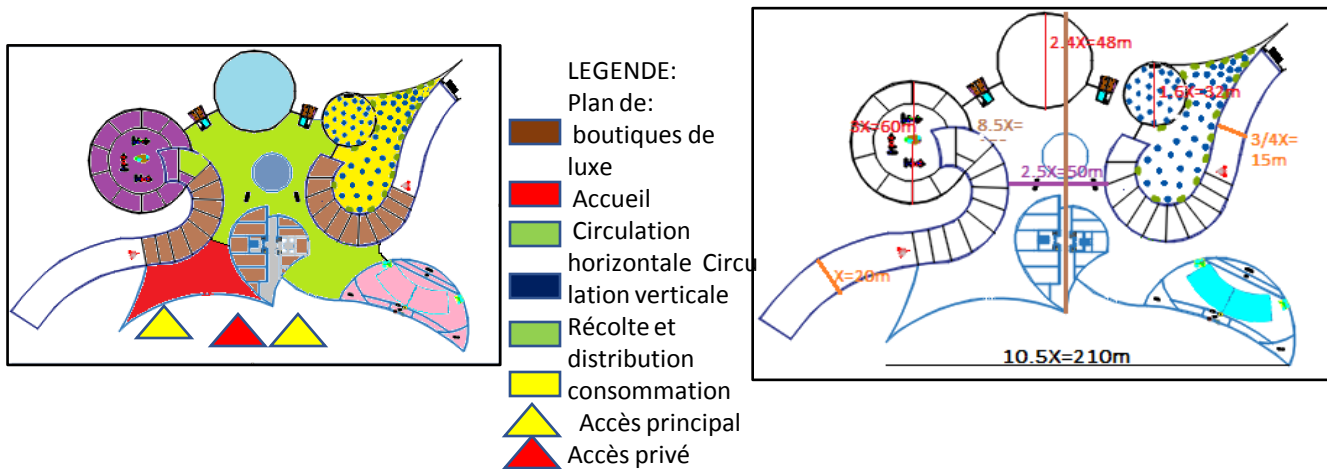 LEGENDE:
Plan de:
boutiques de
luxe
Accueil
Circulation
horizontale Circu
lation verticale
Récolte et
distribution
consommation
Accès principal
Accès privé
2.4X=48m
1.6X=32m
3X=60m
8.5X=
3/4X=
15m
2.5X=50m
X=20m
10.5X=210m